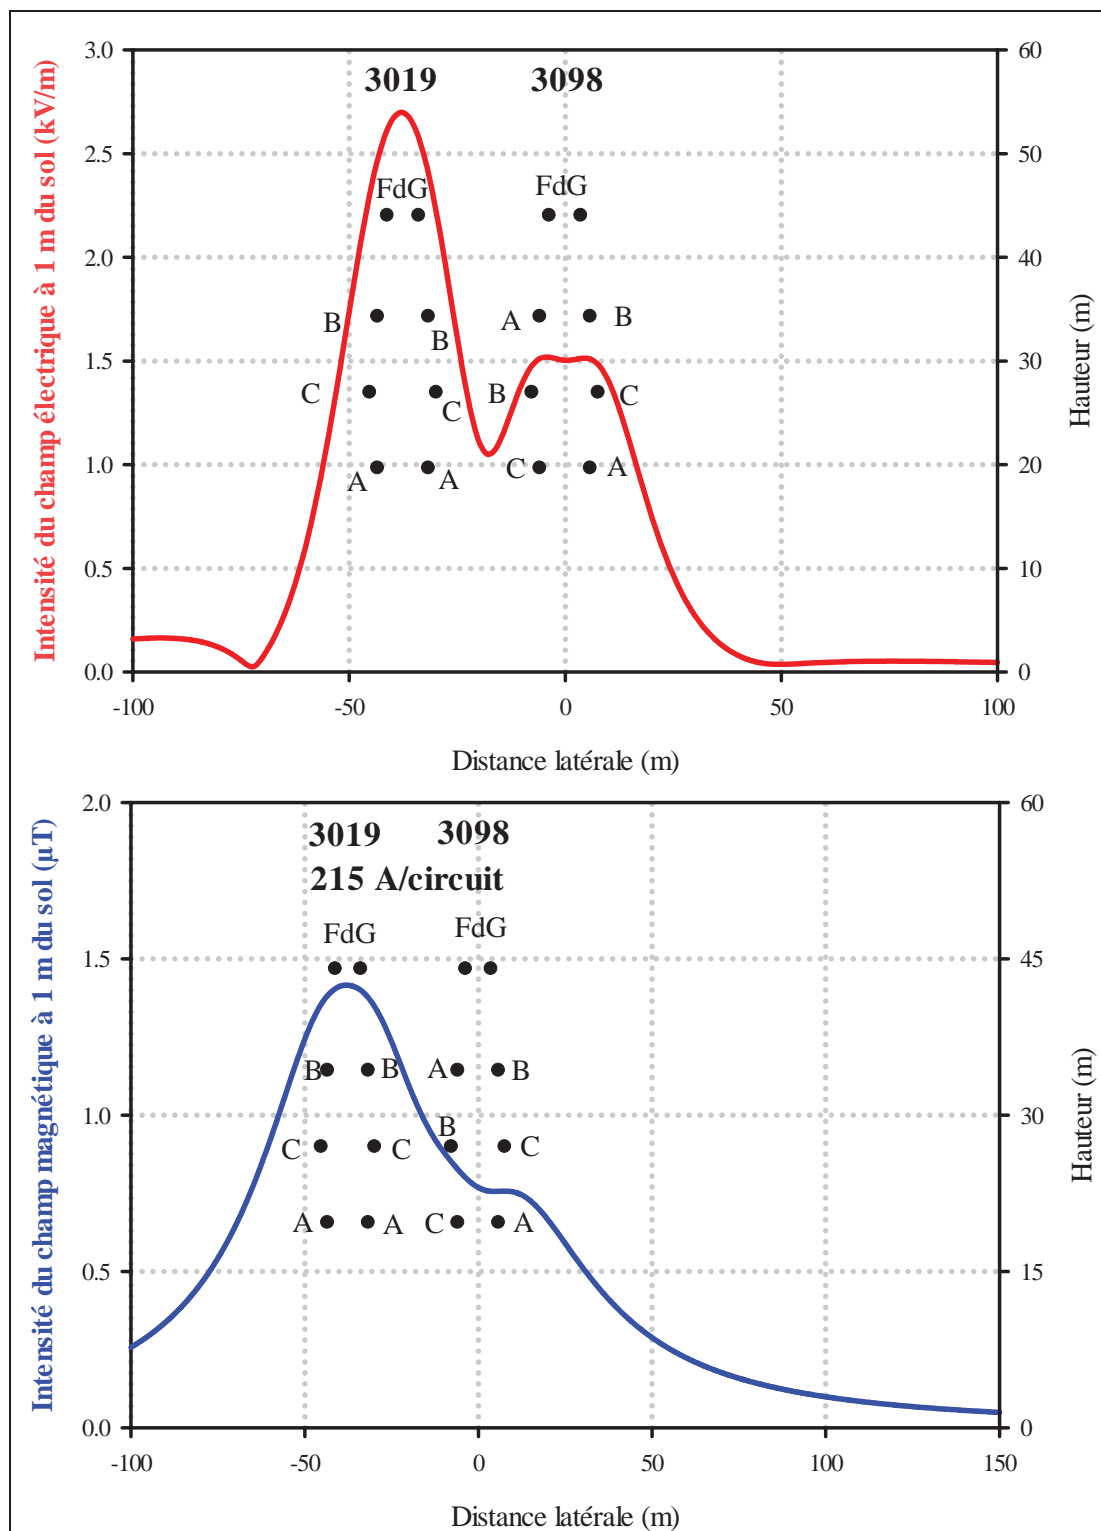 Intensité du champ électrique à 1 m du sol (kV/m)
3.0
2.5
2.0
1.5
1.0
0.5
0.0
3019 3098
FdG FdG
B B A B
C C B C
A A C A
60
50
40
30
20
10
0
Hauteur (m)
-100 -50 0 50 100
Distance latérale (m)
Intensité du champ magnétique à 1 m du sol (µT)
2.0
1.5
1.0
0.5
0.0
3019 3098
215 A/circuit
FdG FdG
B B A B
C C B C
A A C A
60
45
30
15
0
Hauteur (m)
-100 -50 0 50 100 150
Distance latérale (m)